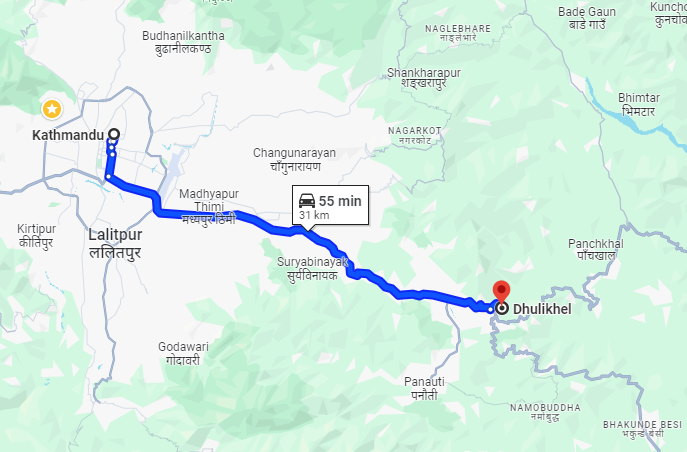 Bade Gaun
बाडे गाउँ
Budhanilkantha
बुढानीलकण्ठ
NAGLEBHARE
नाङ्लेभारे
Shankharapur
शङ्खरापुर
Bhimtar
भिमटार
Kathmandu
NAGARKOT
नगरकोट
Changunarayan
चाँगुनारायण
Madhyapur
Thimi
मध्यपुर ठिमी
55 min
31 km
Kirtipur
कीर्तिपुर
Lalitpur
ललितपुर
Panchkhal
पाँचखाल
Suryabinayak
सुर्यविनायक
Dhulikhel
Godawari
गोदावरी
Panauti
पनौती
NAMOBUDDHA
नमोबुद्ध
BHAKUNDE BESI
भकुन्डे बेसी